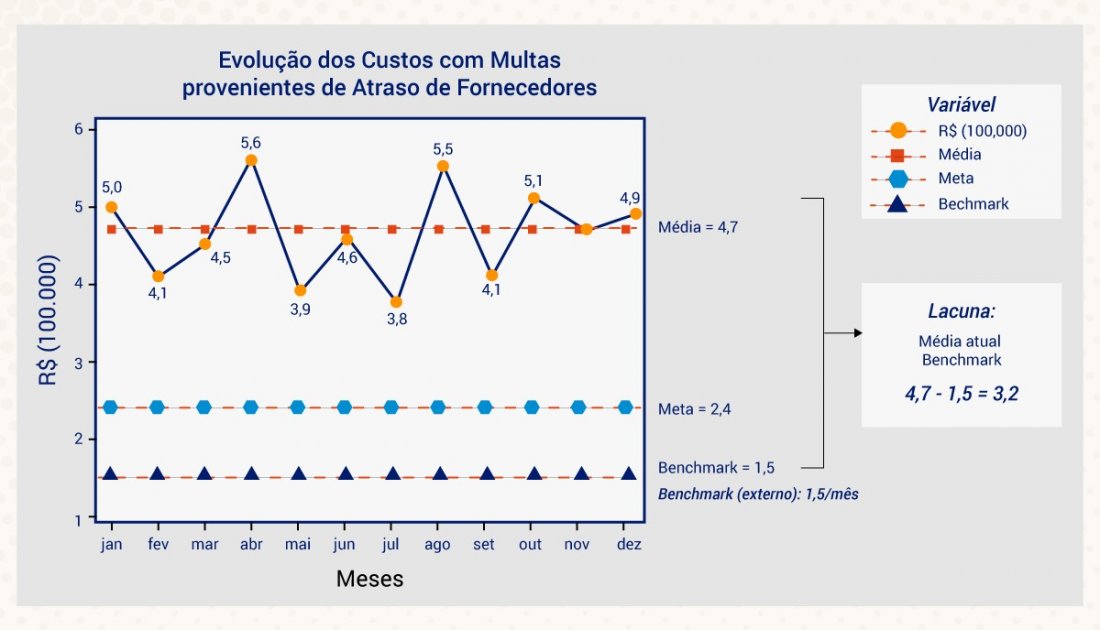 Evolução dos Custos com Multas
provenientes de Atraso de Fornecedores
R$ (100.000)
6
5
4
3
2
1
5,0
4,1
4,5
5,6
3,9
4,6
3,8
5,5
4,1
5,1
4,9
jan fev mar abr mai jun jul ago set out nov dez
Meses
Média = 4,7
Meta = 2,4
Benchmark = 1,5
Benchmark (externo): 1,5/mês
Variável
R$ (100,000)
Média
Meta
Bechmark
Lacuna:
Média atual
Benchmark
4,7 - 1,5 = 3,2